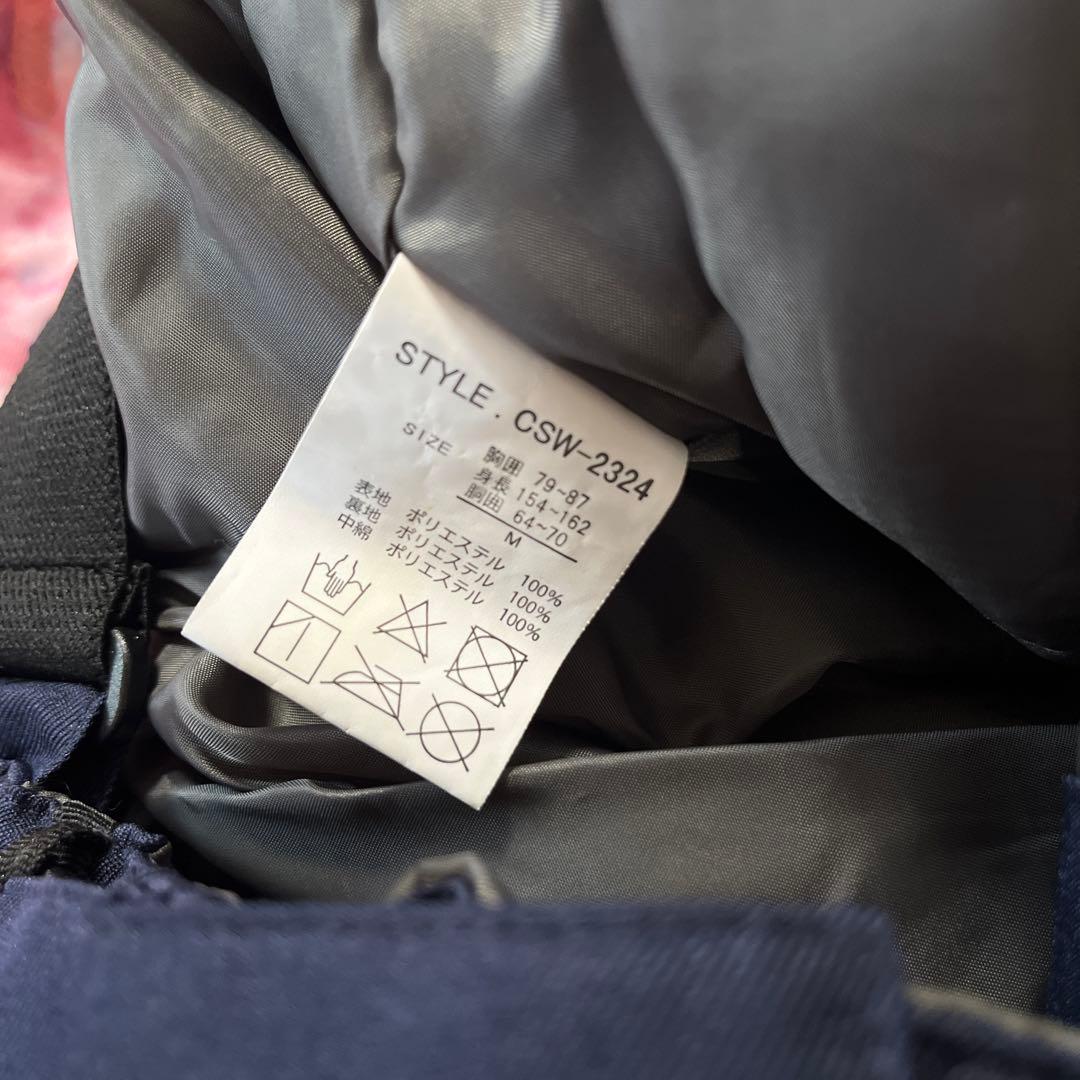 STYLE. CSW-2324
SIZE 胸囲 79~87
身長 154~162
胴囲 64~70
M
表地 ポリエステル 100%
裏地 ポリエステル 100%
中綿 ポリエステル 100%